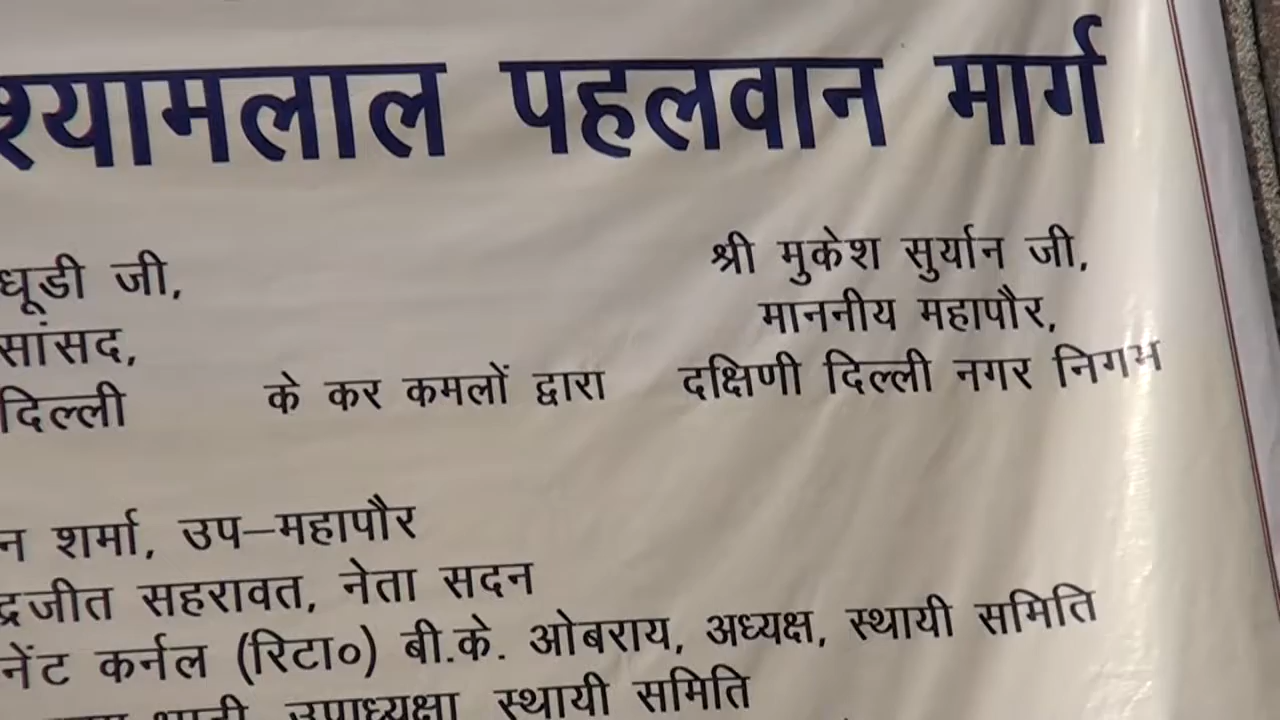 श्यामलाल पहलवान मार्ग
श्री मुकेश सुर्यान जी,
धूडी जी,
माननीय महापौर,
सांसद,
दक्षिणी दिल्ली नगर निगम
दिल्ली के कर कमलों द्वारा
न शर्मा, उप–महापौर
द्रजीत सहरावत, नेता सदन
नेंट कर्नल (रिटा०) बी.के. ओबराय, अध्यक्ष, स्थायी समिति
उपाध्यक्षा, स्थायी समिति